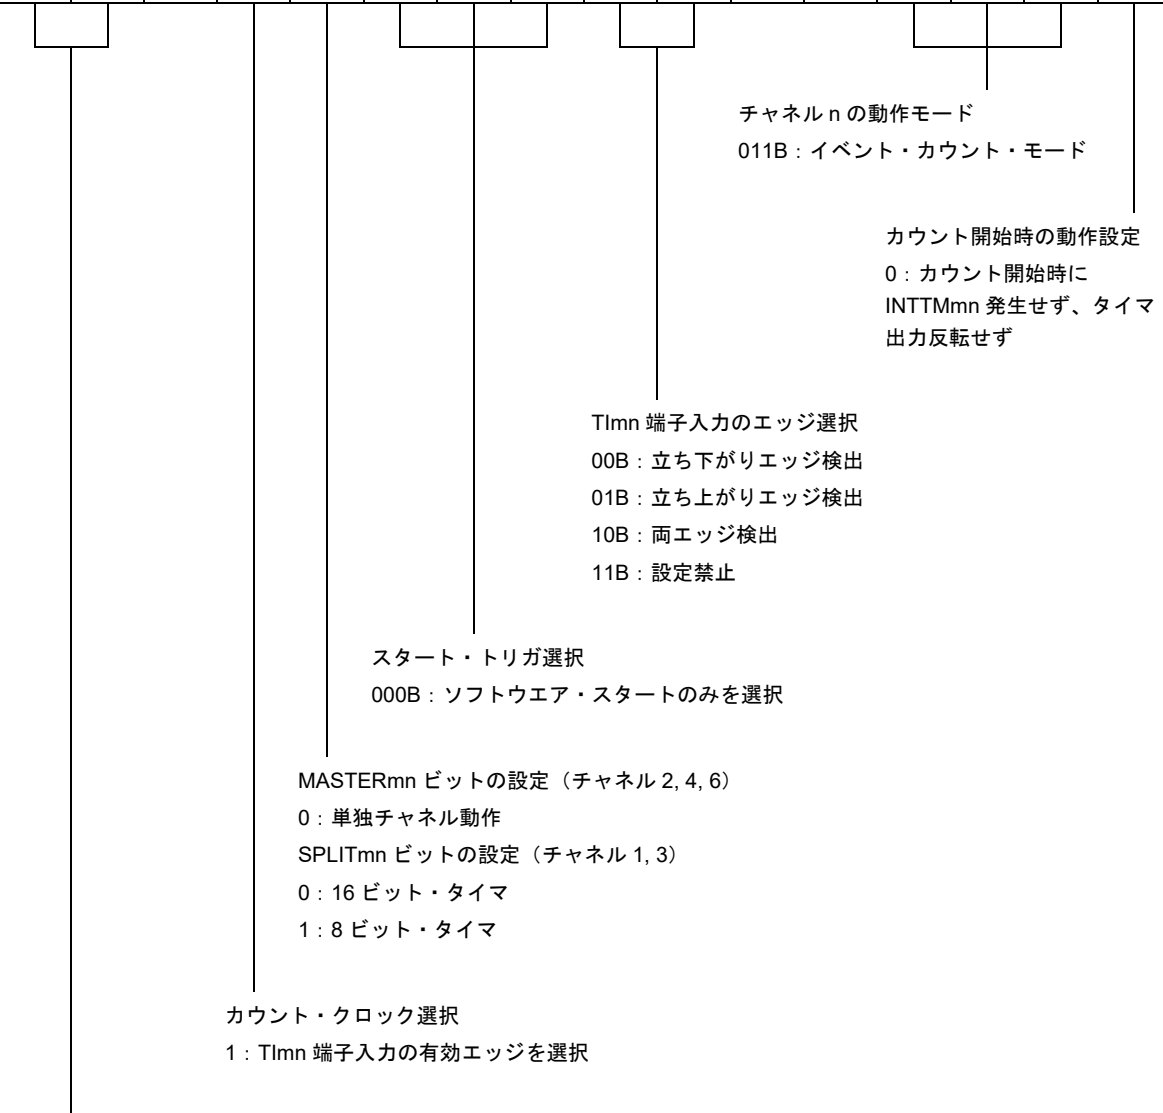 チャネル n の動作モード
011B：イベント・カウント・モード
カウント開始時の動作設定
0：カウント開始時に
INTTMmn 発生せず、タイマ
出力反転せず
TImn 端子入力のエッジ選択
00B：立ち下がりエッジ検出
01B：立ち上がりエッジ検出
10B：両エッジ検出
11B：設定禁止
スタート・トリガ選択
000B：ソフトウエア・スタートのみを選択
MASTERmn ビットの設定（チャネル 2, 4, 6）
0：単独チャネル動作
SPLITmn ビットの設定（チャネル 1, 3）
0：16 ビット・タイマ
1：8 ビット・タイマ
カウント・クロック選択
1：TImn 端子入力の有効エッジを選択